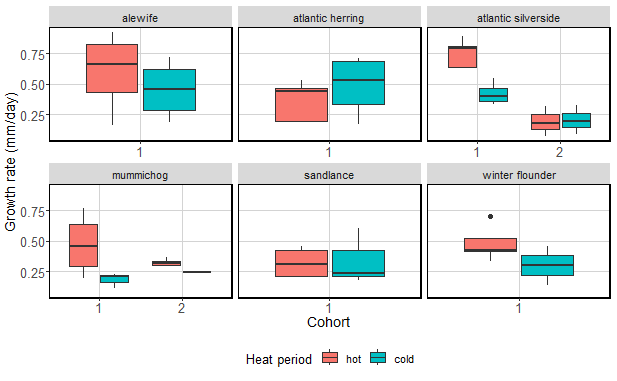 alewife atlantic herring atlantic silverside
0.75
0.50
0.25
1 1 1 2
mummichog sandlance winter flounder
0.75
0.50
0.25
1 2 1 1
Growth rate (mm/day)
Cohort
Heat period hot cold